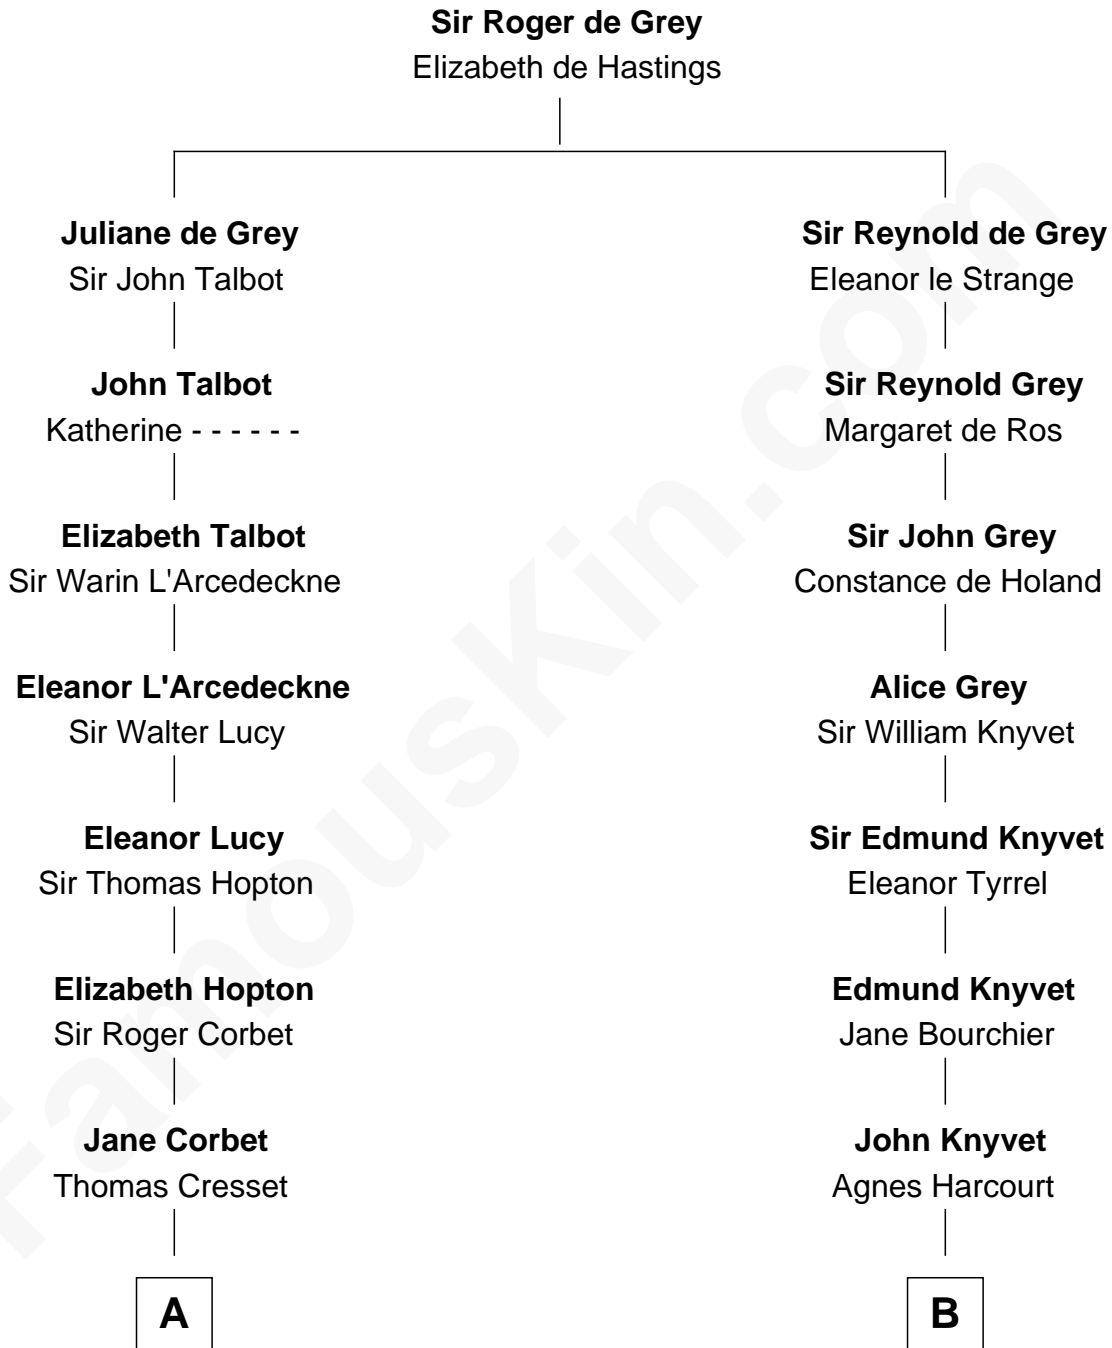 Sir Roger de Grey
Elizabeth de Hastings
Juliane de Grey
Sir John Talbot
John Talbot
Katherine - - - - - -
Elizabeth Talbot
Sir Warin L'Arcedeckne
Eleanor L'Arcedeckne
Sir Walter Lucy
Eleanor Lucy
Sir Thomas Hopton
Elizabeth Hopton
Sir Roger Corbet
Jane Corbet
Thomas Cresset
A
Sir Reynold de Grey
Eleanor le Strange
Sir Reynold Grey
Margaret de Ros
Sir John Grey
Constance de Holand
Alice Grey
Sir William Knyvet
Sir Edmund Knyvet
Eleanor Tyrrel
Edmund Knyvet
Jane Bourchier
John Knyvet
Agnes Harcourt
B
FamousKin.com